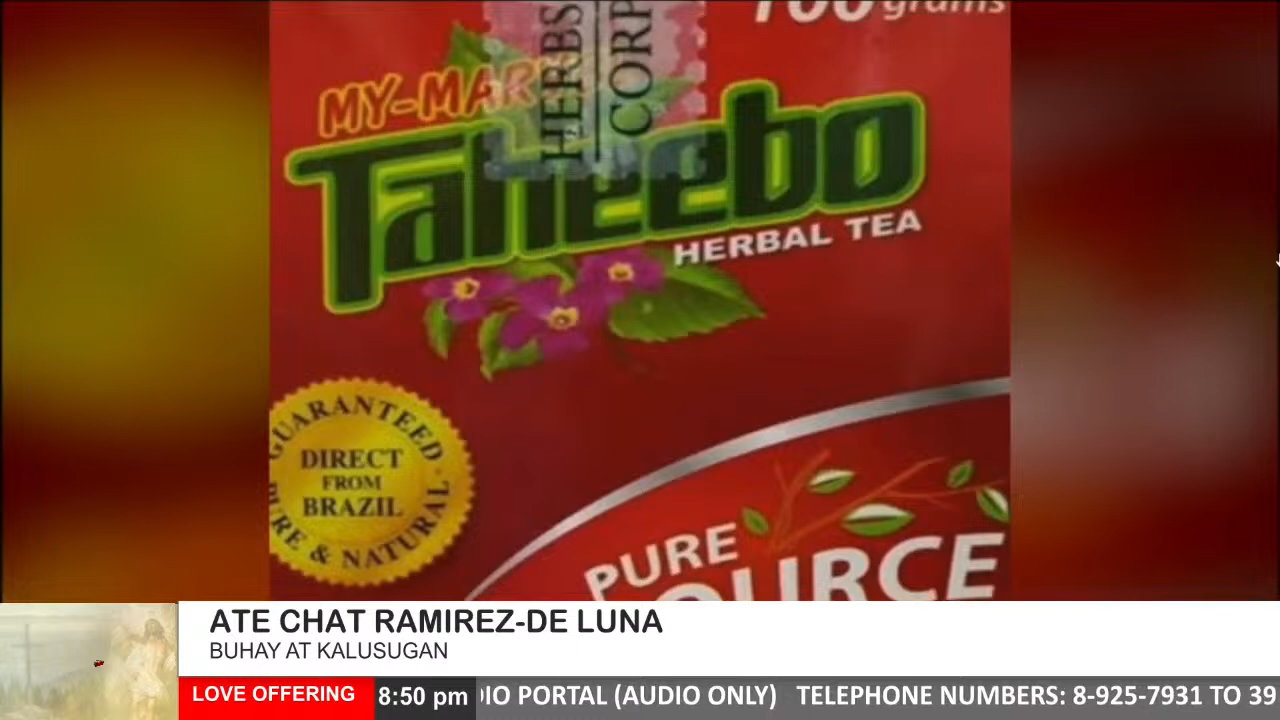 100 grams
HERBS
CORP
MY-MAR
Taheebo
HERBAL TEA
GUARANTEED
DIRECT
FROM
BRAZIL
PURE & NATURAL
PURE
SOURCE
ATE CHAT RAMIREZ-DE LUNA
BUHAY AT KALUSUGAN
LOVE OFFERING
8:50 pm
IO PORTAL (AUDIO ONLY) TELEPHONE NUMBERS: 8-925-7931 TO 39